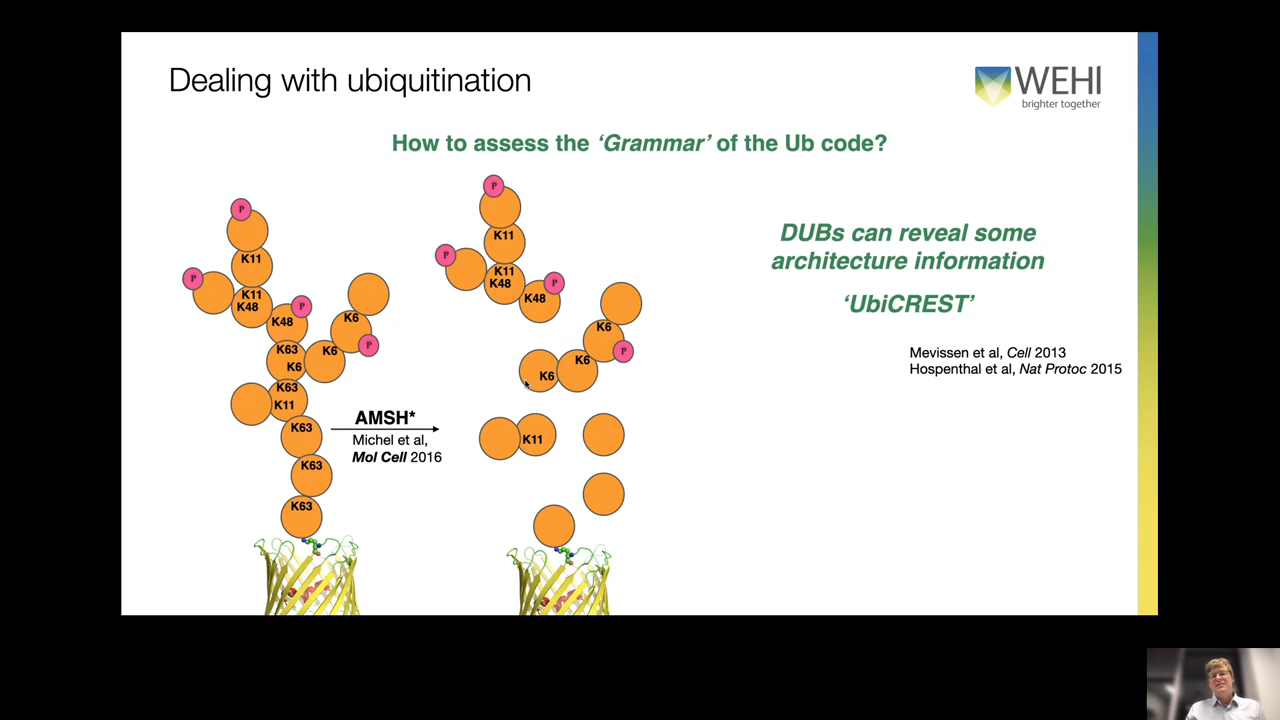 Dealing with ubiquitination
WEHI
brighter together
How to assess the ‘Grammar’ of the Ub code?
P
K11
P
K11
K48
P
K48
K6
P
K63
K6
K6
K63
K11
K63
K63
K63
AMSH*
Michel et al,
Mol Cell 2016
P
K11
P
K11
K48
P
K48
K6
P
K6
K6
K11
DUBs can reveal some
architecture information
‘UbiCREST’
Mevissen et al, Cell 2013
Hospenthal et al, Nat Protoc 2015